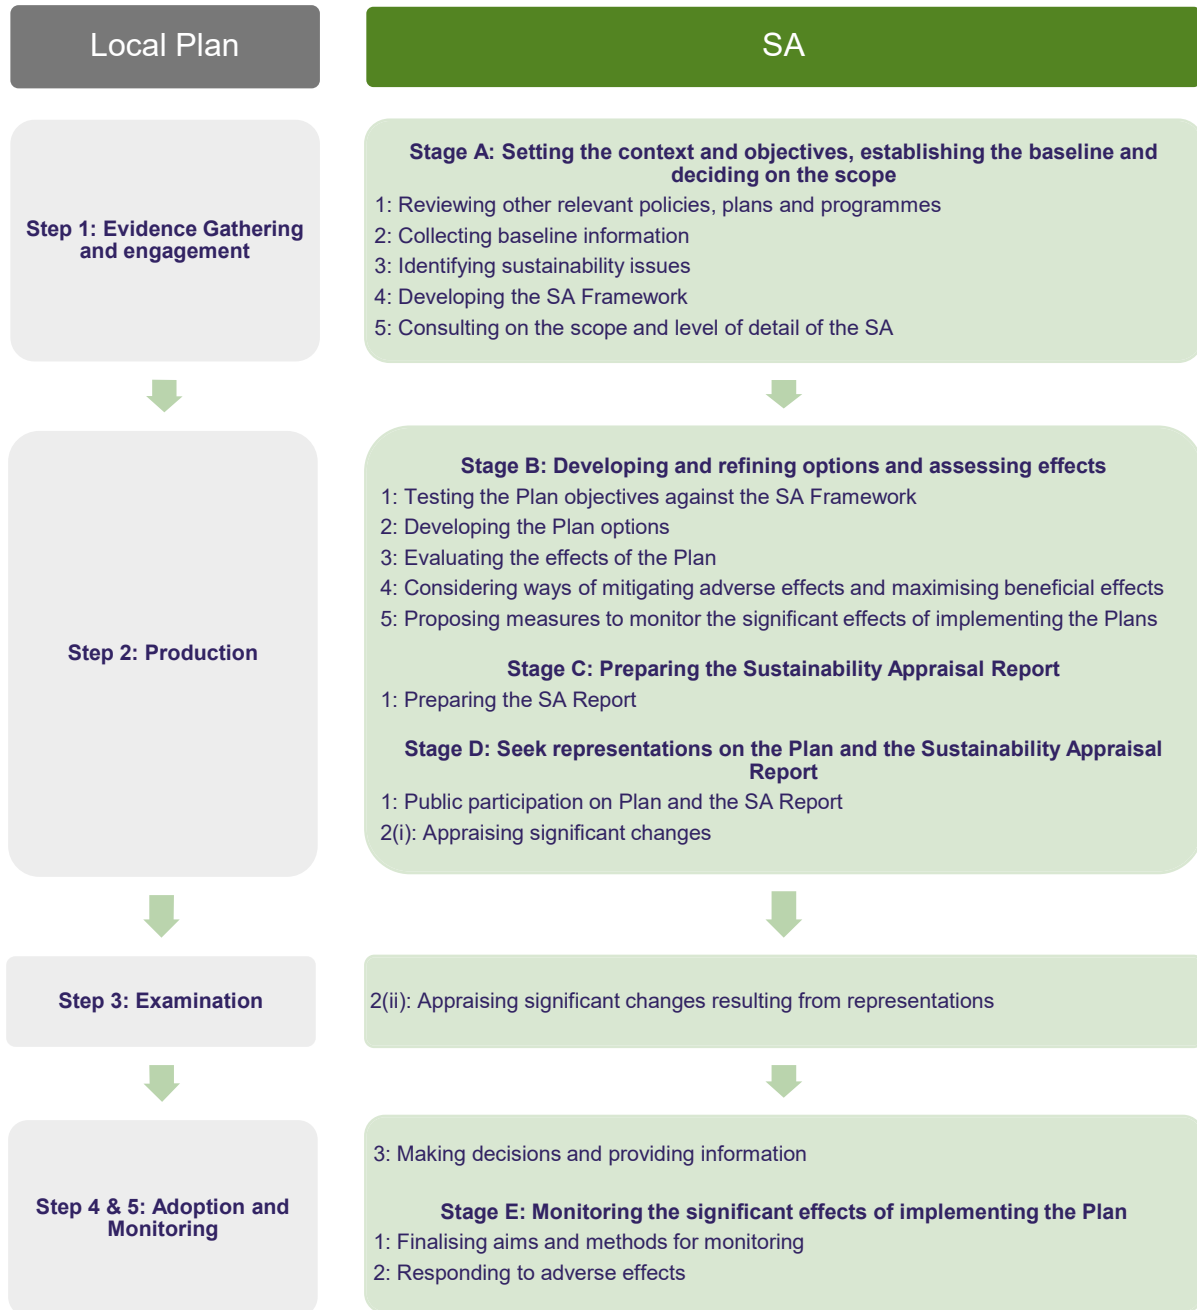 Local Plan
SA
Step 1: Evidence Gathering
and engagement
Stage A: Setting the context and objectives, establishing the baseline and
deciding on the scope
1: Reviewing other relevant policies, plans and programmes
2: Collecting baseline information
3: Identifying sustainability issues
4: Developing the SA Framework
5: Consulting on the scope and level of detail of the SA
Step 2: Production
Stage B: Developing and refining options and assessing effects
1: Testing the Plan objectives against the SA Framework
2: Developing the Plan options
3: Evaluating the effects of the Plan
4: Considering ways of mitigating adverse effects and maximising beneficial effects
5: Proposing measures to monitor the significant effects of implementing the Plans
Stage C: Preparing the Sustainability Appraisal Report
1: Preparing the SA Report
Stage D: Seek representations on the Plan and the Sustainability Appraisal
Report
1: Public participation on Plan and the SA Report
2(i): Appraising significant changes
Step 3: Examination
2(ii): Appraising significant changes resulting from representations
Step 4 & 5: Adoption and
Monitoring
3: Making decisions and providing information
Stage E: Monitoring the significant effects of implementing the Plan
1: Finalising aims and methods for monitoring
2: Responding to adverse effects